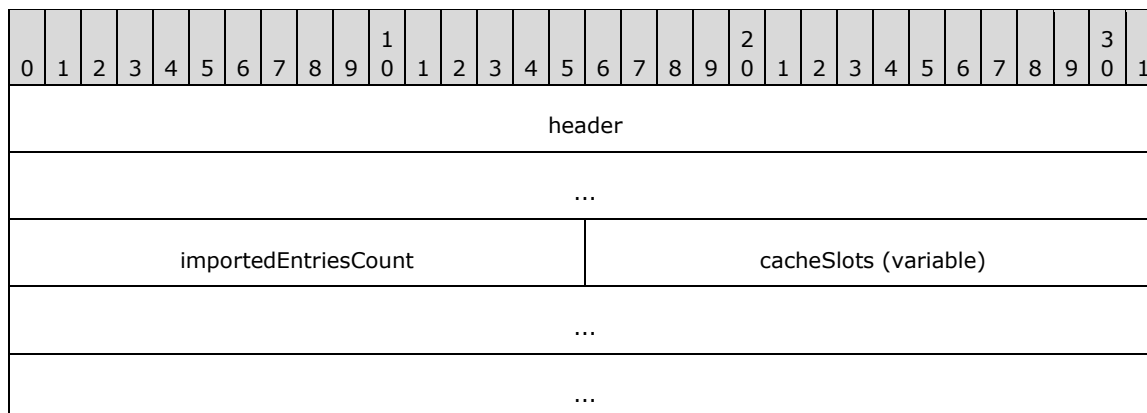 0 1 2 3 4 5 6 7 8 9 1 0 1 2 3 4 5 6 7 8 9 2 0 1 2 3 4 5 6 7 8 9 3 0 1
header
...
importedEntriesCount cacheSlots (variable)
...
...